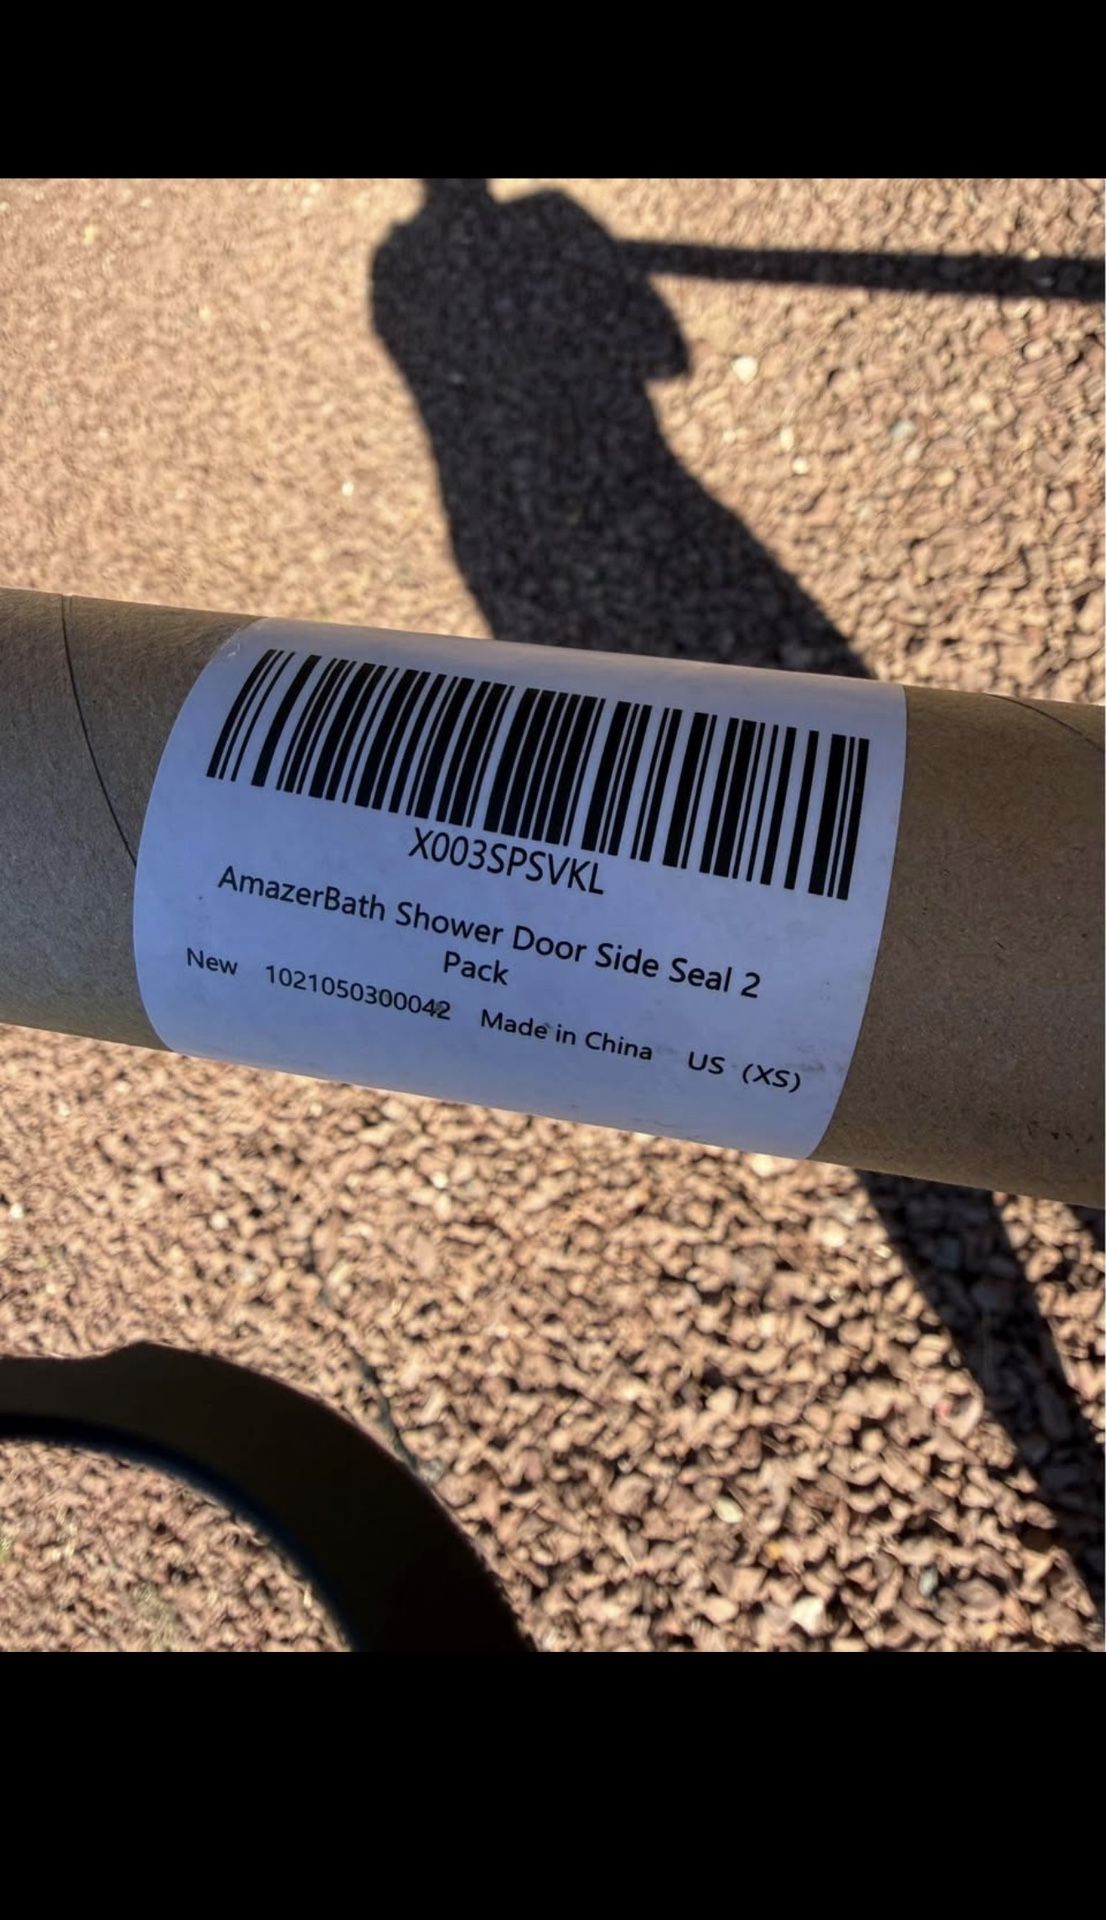 X003SPSVKL
AmazerBath Shower Door Side Seal 2
Pack
New 1021050300042 Made in China US (XS)